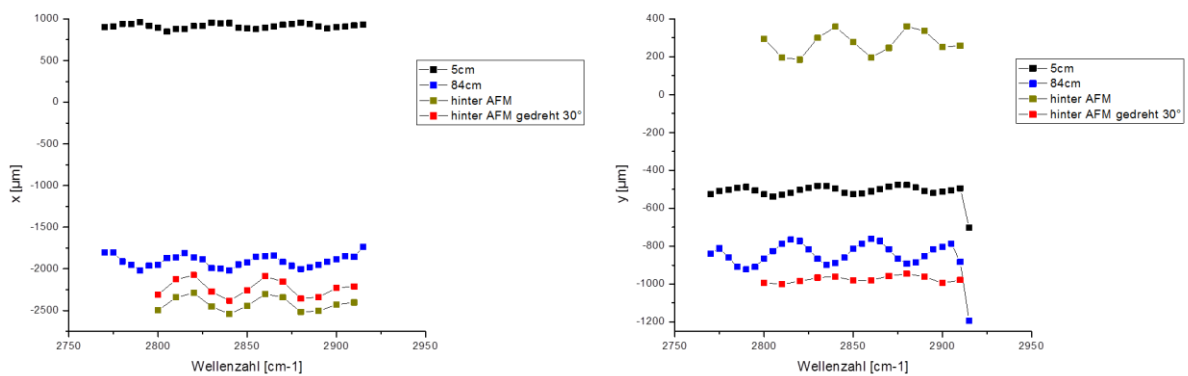 1000
500
0
-500
-1000
-1500
-2000
-2500
x [µm]
2750
2800
2850
2900
2950
Wellenzahl [cm-1]
5cm
84cm
hinter AFM
hinter AFM gedreht 30°
400
200
0
-200
-400
-600
-800
-1000
-1200
y [µm]
2750
2800
2850
2900
2950
Wellenzahl [cm-1]
5cm
84cm
hinter AFM
hinter AFM gedreht 30°